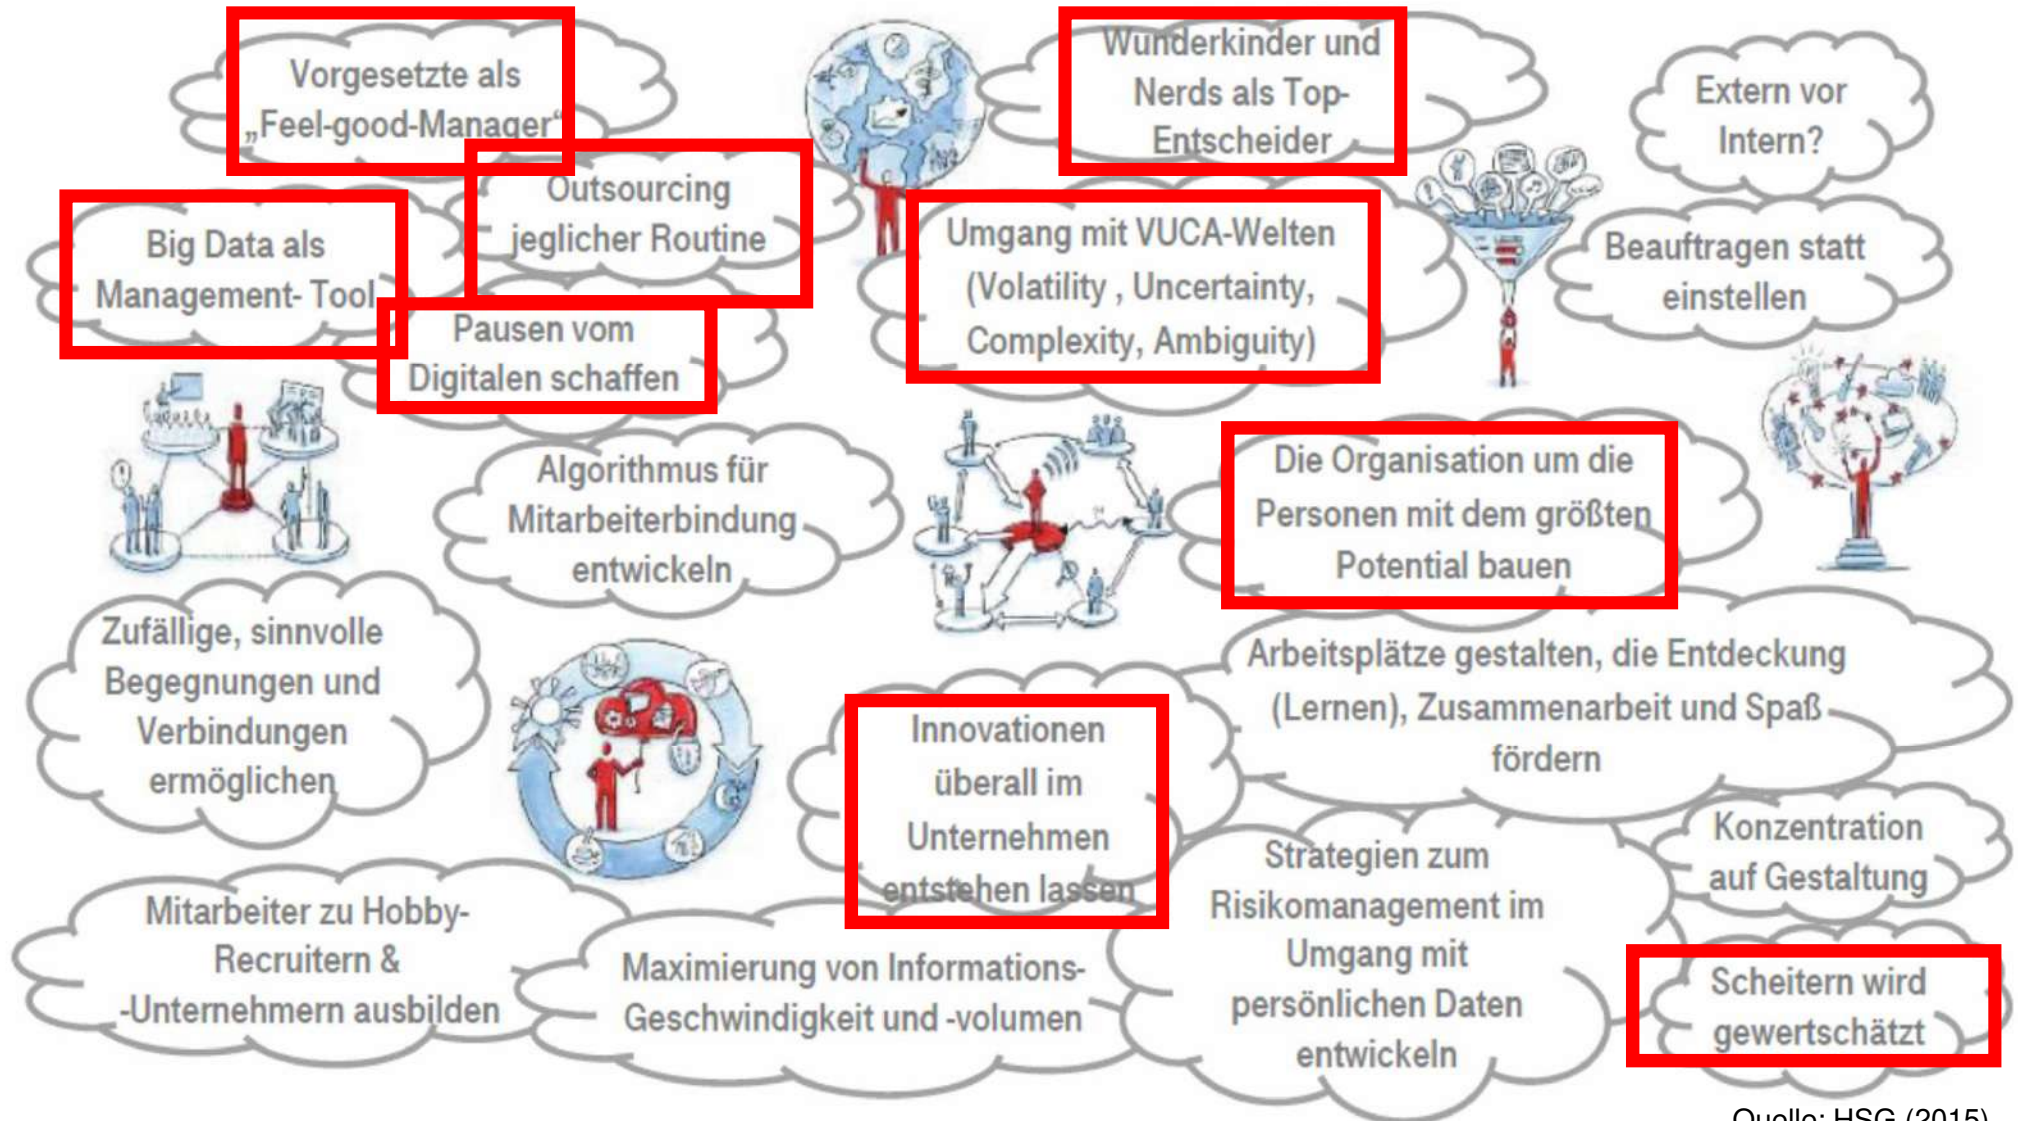 Vorgesetzte als
„Feel-good-Manager“
Wunderkinder und
Nerds als Top-
Entscheider
Extern vor
Intern?
Outsourcing
jeglicher Routine
Big Data als
Management- Tool
Umgang mit VUCA-Welten
(Volatility , Uncertainty,
Complexity, Ambiguity)
Beauftragen statt
einstellen
Pausen vom
Digitalen schaffen
Algorithmus für
Mitarbeiterbindung
entwickeln
Die Organisation um die
Personen mit dem größten
Potential bauen
Zufällige, sinnvolle
Begegnungen und
Verbindungen
ermöglichen
Arbeitsplätze gestalten, die Entdeckung
(Lernen), Zusammenarbeit und Spaß
fördern
Innovationen
überall im
Unternehmen
entstehen lassen
Konzentration
auf Gestaltung
Strategien zum
Risikomanagement im
Umgang mit
persönlichen Daten
entwickeln
Mitarbeiter zu Hobby-
Recruitern &
-Unternehmern ausbilden
Maximierung von Informations-
Geschwindigkeit und -volumen
Scheitern wird
gewertschätzt
Quelle: HSG (2015)